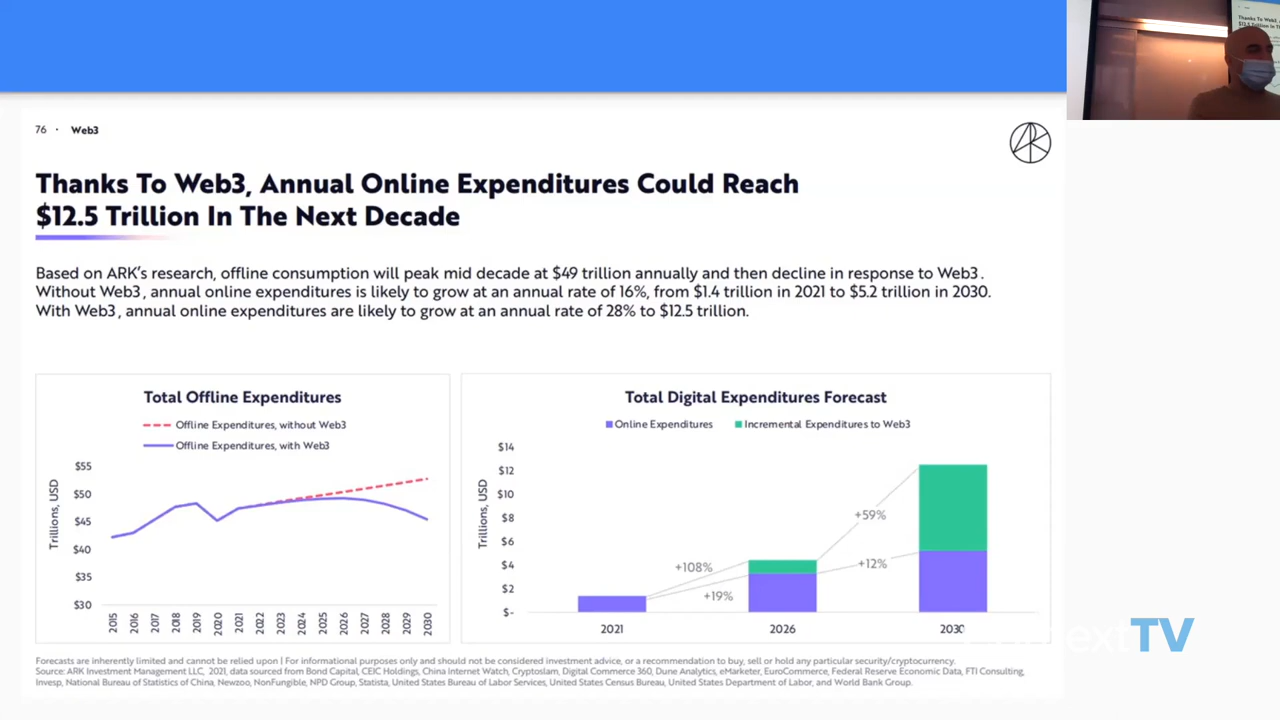 76 · Web3
Thanks To Web3, Annual Online Expenditures Could Reach
$12.5 Trillion In The Next Decade
Based on ARK's research, offline consumption will peak mid decade at $49 trillion annually and then decline in response to Web3.
Without Web3, annual online expenditures is likely to grow at an annual rate of 16%, from $1.4 trillion in 2021 to $5.2 trillion in 2030.
With Web3, annual online expenditures are likely to grow at an annual rate of 28% to $12.5 trillion.
Total Offline Expenditures
Offline Expenditures, without Web3
Offline Expenditures, with Web3
Trillions, USD
$55
$50
$45
$40
$35
$30
2015 2016 2017 2018 2019 2020 2021 2022 2023 2024 2025 2026 2027 2028 2029 2030
Total Digital Expenditures Forecast
Online Expenditures Incremental Expenditures to Web3
Trillions, USD
$14
$12
$10
$8
$6
$4
$2
$-
+108%
+19%
+59%
+12%
2021 2026 2030
nextTV
Forecasts are inherently limited and cannot be relied upon | For informational purposes only and should not be considered investment advice, or a recommendation to buy, sell or hold any particular security/cryptocurrency.
Source: ARK Investment Management LLC, 2021, data sourced from Bond Capital, CEIC Holdings, China Internet Watch, Cryptoslam, Digital Commerce 360, Dune Analytics, eMarketer, EuroCommerce, Federal Reserve Economic Data, FTI Consulting,
Invesp, National Bureau of Statistics of China, Newzoo, NonFungible, NPD Group, Statista, United States Bureau of Labor Services, United States Census Bureau, United States Department of Labor, and World Bank Group.
Thanks To Web3,
$12.5 Trillion In